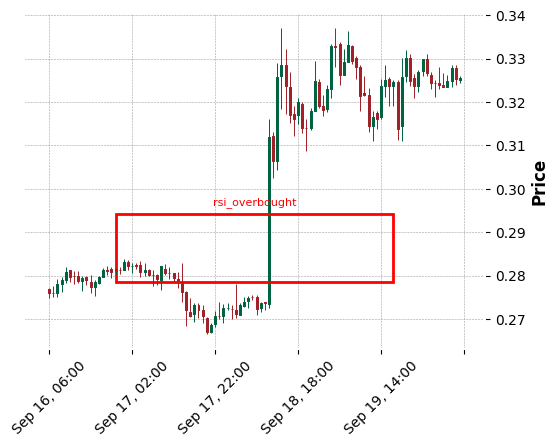 0.34
0.33
0.32
0.31
0.30
0.29
0.28
0.27
Price
rsi_overbought
Sep 16, 06:00
Sep 17, 02:00
Sep 17, 22:00
Sep 18, 18:00
Sep 19, 14:00